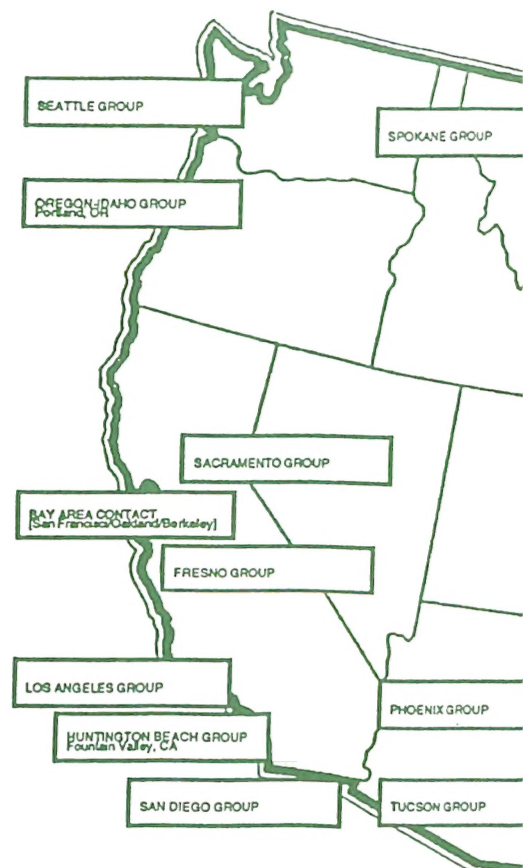 SEATTLE GROUP
SPOKANE GROUP
OREGON-IDAHO GROUP
Portland, OR
SACRAMENTO GROUP
BAY AREA CONTACT
[San Francisco/Oakland/Berkeley]
FRESNO GROUP
LOS ANGELES GROUP
PHOENIX GROUP
HUNTINGTON BEACH GROUP
Fountain Valley, CA
SAN DIEGO GROUP
TUCSON GROUP